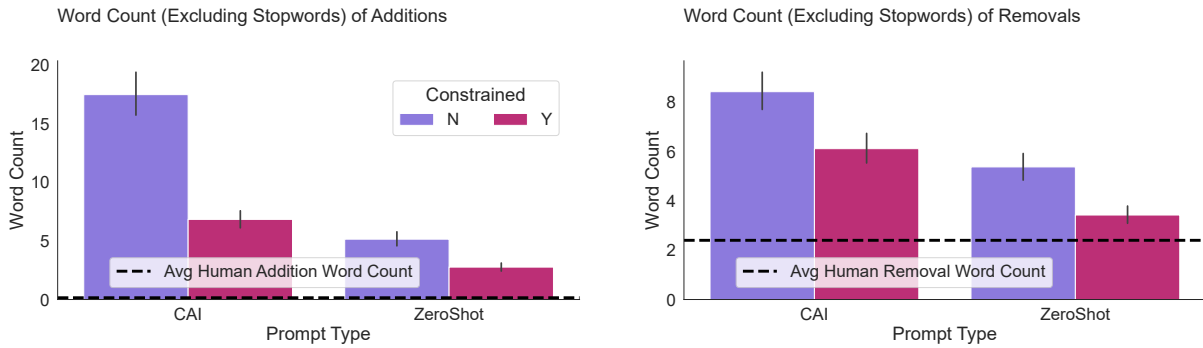 Word Count (Excluding Stopwords) of Additions
20
15
10
5
0
Word Count
Constrained
N Y
Avg Human Addition Word Count
CAI ZeroShot
Prompt Type
Word Count (Excluding Stopwords) of Removals
8
6
4
2
0
Word Count
Avg Human Removal Word Count
CAI ZeroShot
Prompt Type